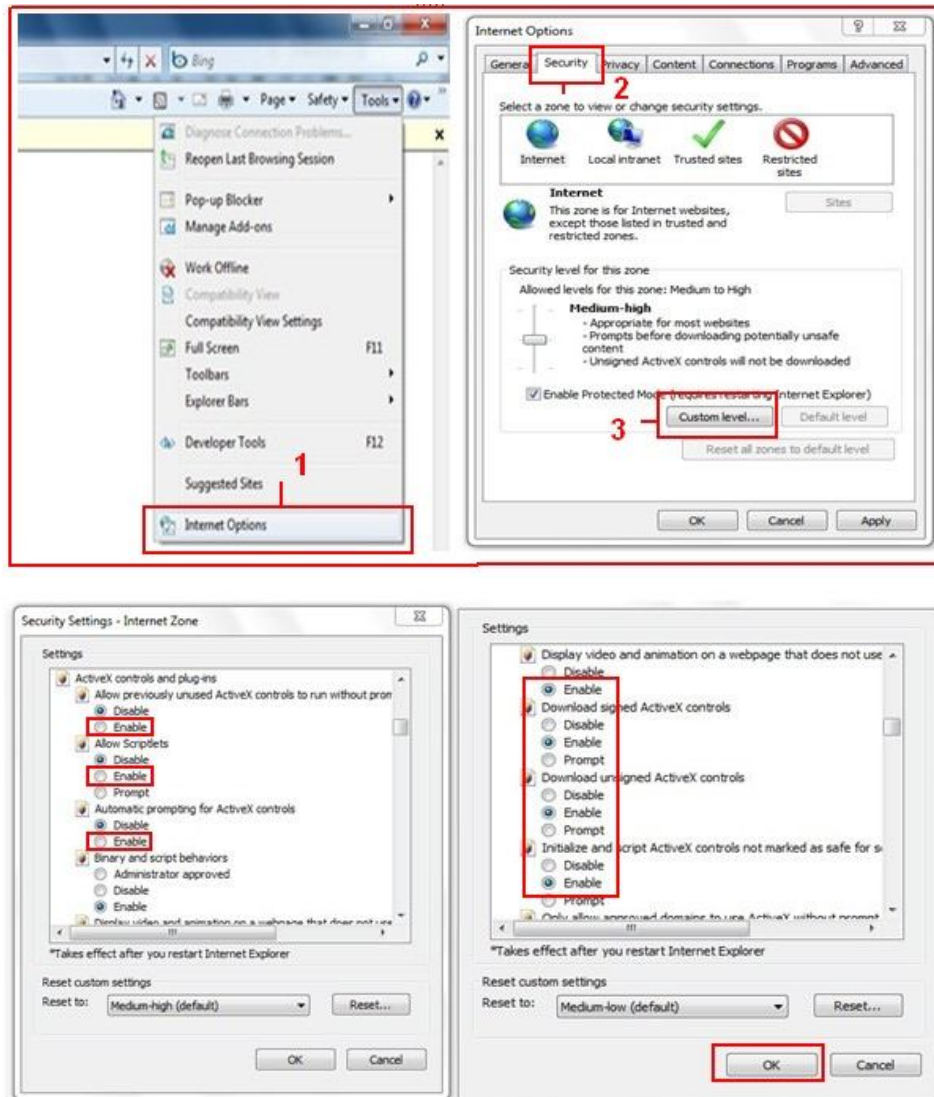 Bing
Page Safety Tools
Diagnose Connection Problems...
Reopen Last Browsing Session
Pop-up Blocker
Manage Add-ons
Work Offline
Compatibility View
Compatibility View Settings
Full Screen F11
Toolbars
Explorer Bars
Developer Tools F12
1
Suggested Sites
Internet Options
Internet Options
General Security Privacy Content Connections Programs Advanced
2
Select a zone to view or change security settings.
Internet Local intranet Trusted sites Restricted
sites
Internet
Sites
This zone is for Internet websites,
except those listed in trusted and
restricted zones.
Security level for this zone
Allowed levels for this zone: Medium to High
Medium-high
- Appropriate for most websites
- Prompts before downloading potentially unsafe
content
- Unsigned ActiveX controls will not be downloaded
Enable Protected Mode (requires restarting Internet Explorer)
3 Custom level... Default level
Reset all zones to default level
OK Cancel Apply
Security Settings - Internet Zone
Settings
ActiveX controls and plug-ins
Allow previously unused ActiveX controls to run without prom
Disable
Enable
Allow Scriptlets
Disable
Enable
Prompt
Automatic prompting for ActiveX controls
Disable
Enable
Binary and script behaviors
Administrator approved
Disable
Enable
Display video and animation on a webpage that does not use
*Takes effect after you restart Internet Explorer
Reset custom settings
Reset to: Medium-high (default) Reset...
OK Cancel
Settings
Display video and animation on a webpage that does not use
Disable
Enable
Download signed ActiveX controls
Disable
Enable
Prompt
Download unsigned ActiveX controls
Disable
Enable
Prompt
Initialize and script ActiveX controls not marked as safe for s
Disable
Enable
Prompt
Only allow approved domains to use ActiveX without prompt
*Takes effect after you restart Internet Explorer
Reset custom settings
Reset to: Medium-low (default) Reset...
OK Cancel